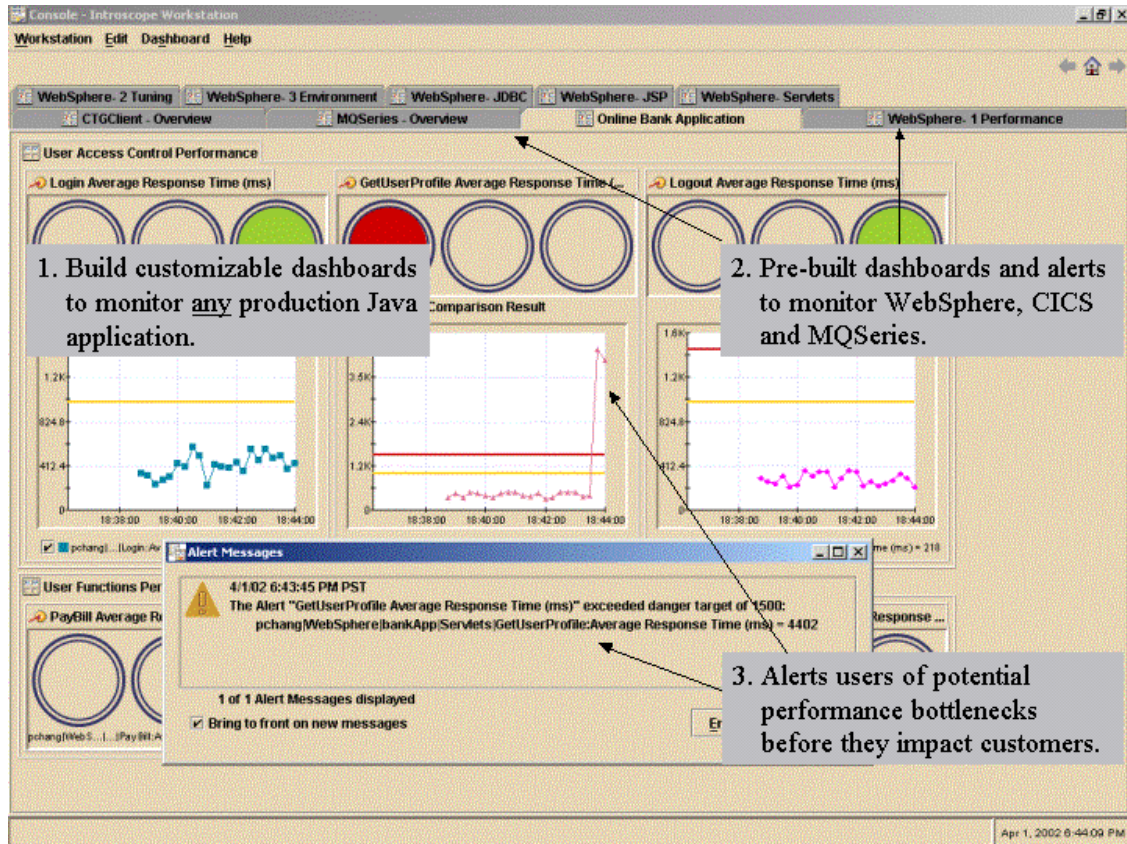 Console - Introscope Workstation
Workstation Edit Dashboard Help
WebSphere- 2 Tuning WebSphere- 3 Environment WebSphere- JDBC WebSphere- JSP WebSphere- Servlets
CTGClient - Overview MQSeries - Overview Online Bank Application WebSphere- 1 Performance
User Access Control Performance
Login Average Response Time (ms) GetUserProfile Average Response Time (... Logout Average Response Time (ms)
1. Build customizable dashboards
to monitor any production Java
application.
2. Pre-built dashboards and alerts
to monitor WebSphere, CICS
and MQSeries.
Comparison Result
1.2K
824.8
412.4
0
18:38:00 18:40:00 18:42:00 18:44:00
3.6K
2.4K
1.2K
0
18:38:00 18:40:00 18:42:00 18:44:00
1.6K
1.2K
824.8
412.4
0
18:38:00 18:40:00 18:42:00 18:44:00
pchang|...|Login:Av
me (ms) = 218
Alert Messages
4/1/02 6:43:45 PM PST
The Alert "GetUserProfile Average Response Time (ms)" exceeded danger target of 1500:
pchang|WebSphere|bankApp|Servlets|GetUserProfile:Average Response Time (ms) = 4402
1 of 1 Alert Messages displayed
Bring to front on new messages
User Functions Per
PayBill Average R
Response ...
pchang|WebS...|...|PayBill:A
3. Alerts users of potential
performance bottlenecks
before they impact customers.
Apr 1, 2002 6:44:09 PM